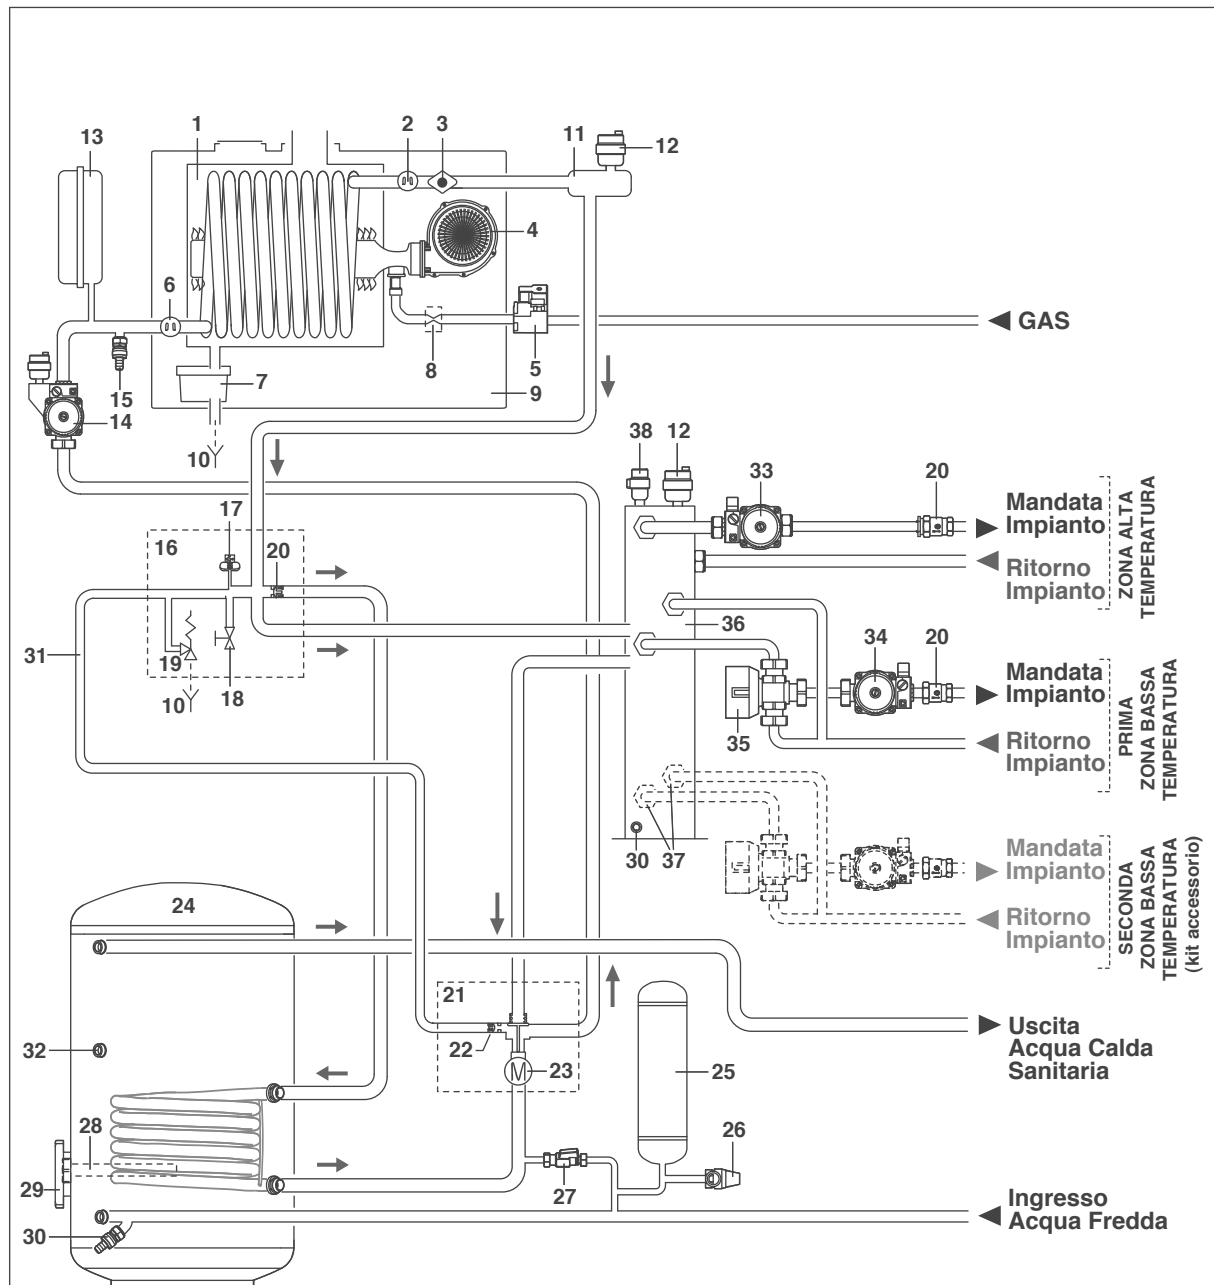 13
1
2
3
11
12
4
6
GAS
8
5
7
9
15
14
10
38
12
33
20
Mandata
Impianto
Ritorno
Impianto
ZONA ALTA
TEMPERATURA
17
16
20
36
34
20
31
19
18
10
Mandata
Impianto
35
Ritorno
Impianto
PRIMA
ZONA BASSA
TEMPERATURA
30
37
Mandata
Impianto
Ritorno
Impianto
SECONDA
ZONA BASSA
TEMPERATURA
(kit accessorio)
24
21
32
22
M
23
25
Uscita
Acqua Calda
Sanitaria
28
26
29
27
Ingresso
Acqua Fredda
30